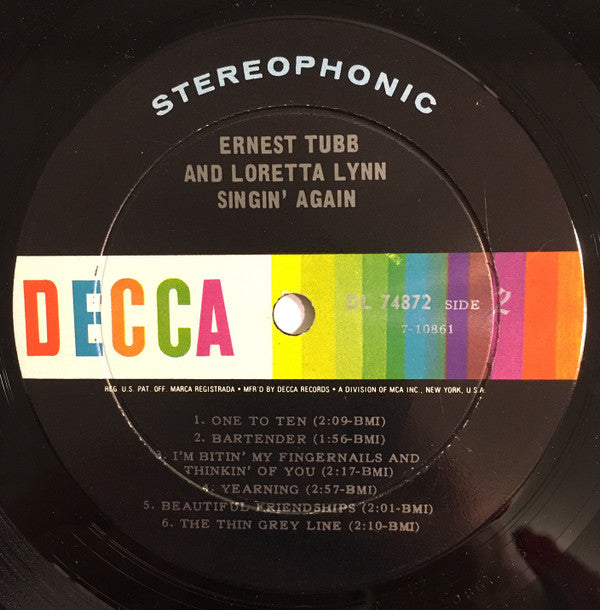 STEREOPHONIC
ERNEST TUBB
AND LORETTA LYNN
SINGIN' AGAIN
DECCA
DL 74872 SIDE 2
7-10861
REG. U.S. PAT. OFF. MARCA REGISTRADA • MFR'D BY DECCA RECORDS • A DIVISION OF MCA INC., NEW YORK, U.S.A.
1. ONE TO TEN (2:09-BMI)
2. BARTENDER (1:56-BMI)
3. I'M BITIN' MY FINGERNAILS AND
THINKIN' OF YOU (2:17-BMI)
4. YEARNING (2:57-BMI)
5. BEAUTIFUL FRIENDSHIPS (2:01-BMI)
6. THE THIN GREY LINE (2:10-BMI)